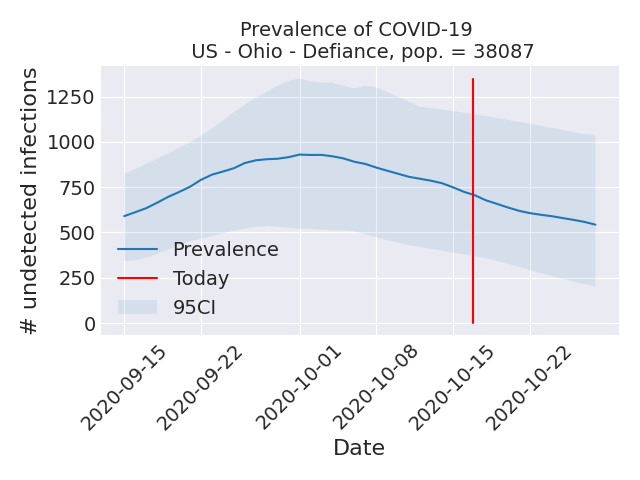 Prevalence of COVID-19
US - Ohio - Defiance, pop. = 38087
# undetected infections
1250
1000
750
500
250
0
Prevalence
Today
95CI
2020-09-15
2020-09-22
2020-10-01
2020-10-08
2020-10-15
2020-10-22
Date